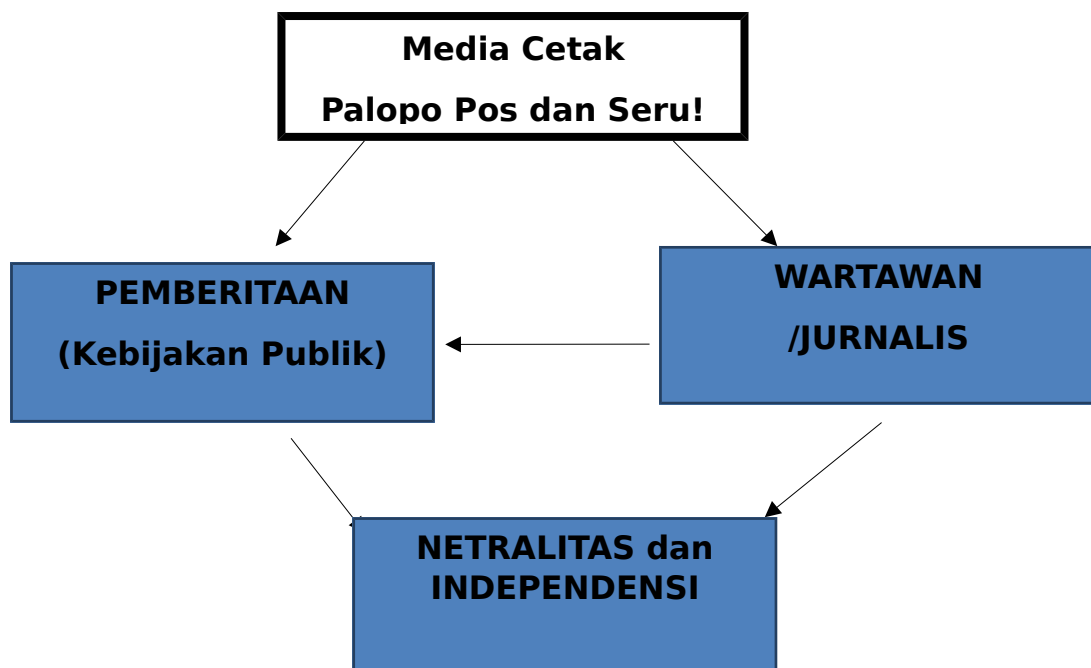 Media Cetak
Palopo Pos dan Seru!
PEMBERITAAN
(Kebijakan Publik)
WARTAWAN
/JURNALIS
NETRALITAS dan
INDEPENDENSI